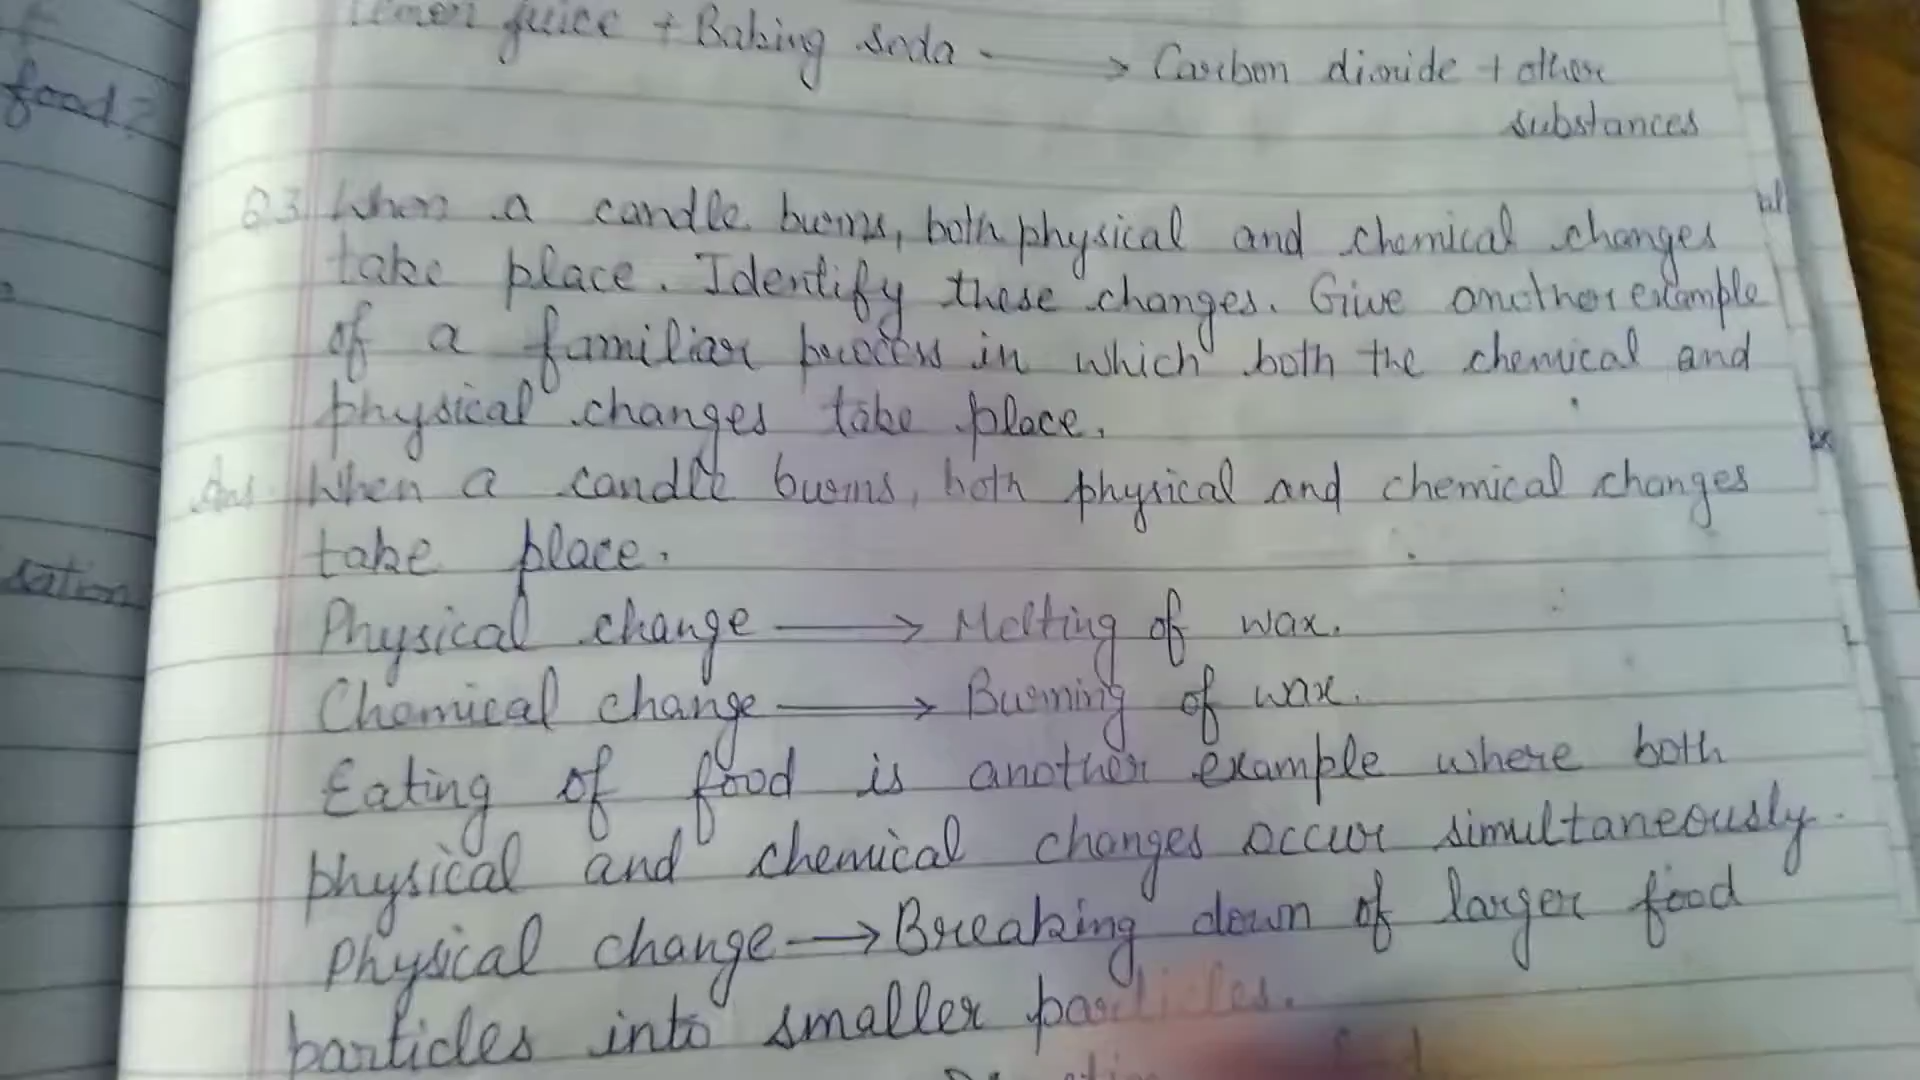 lemon juice + Baking soda → Carbon dioxide + other
substances
food?
Q3 When a candle burns, both physical and chemical changes
take place. Identify these changes. Give another example
of a familiar process in which both the chemical and
physical changes take place.
Ans. When a candle burns, both physical and chemical changes
take place.
Physical change → Melting of wax.
Chemical change → Burning of wax.
Eating of food is another example where both
physical and chemical changes occur simultaneously.
Physical change → Breaking down of larger food
particles into smaller particles.